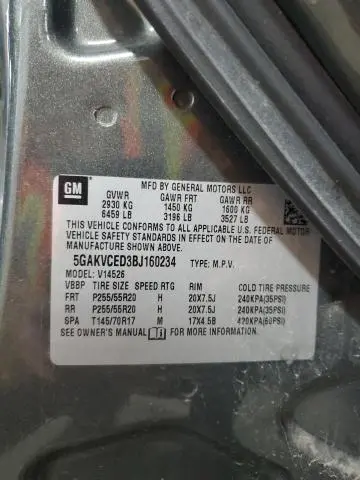 GM
MFD BY GENERAL MOTORS LLC
GVWR GAWR FRT GAWR RR
2930 KG 1450 KG 1600 KG
6459 LB 3196 LB 3527 LB
THIS VEHICLE CONFORMS TO ALL APPLICABLE U.S. FEDERAL MOTOR
VEHICLE SAFETY STANDARDS IN EFFECT ON THE DATE OF
MANUFACTURE SHOWN ABOVE.
5GAKVCED3BJ160234 TYPE: M.P.V.
MODEL: V14526
VBBP TIRE SIZE SPEED RTG RIM COLD TIRE PRESSURE
FRT P255/55R20 H 20X7.5J 240KPA(35PSI)
RR P255/55R20 H 20X7.5J 240KPA(35PSI)
SPA T145/70R17 M 17X4.5B 420KPA(60PSI)
SEE OWNER'S MANUAL FOR MORE INFORMATION.